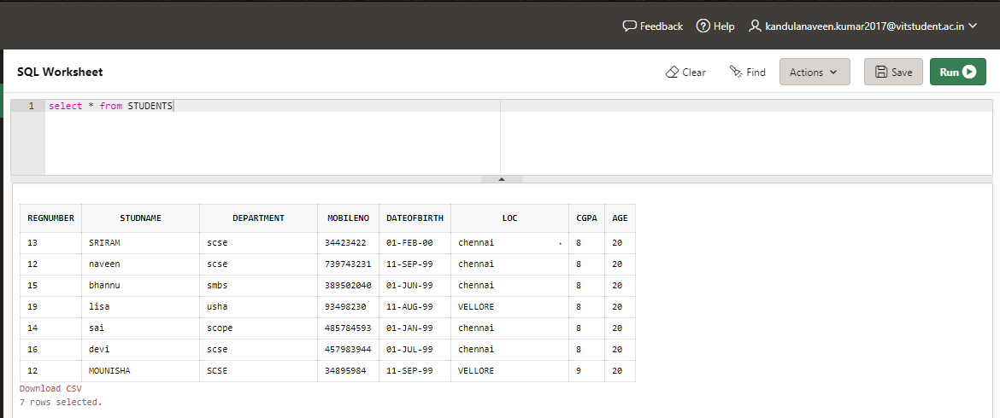 Feedback Help kandulanaveen.kumar2017@vitstudent.ac.in
SQL Worksheet Clear Find Actions Save Run
1 select * from STUDENTS
REGNUMBER STUDNAME DEPARTMENT MOBILENO DATEOFBIRTH LOC CGPA AGE
13 SRIRAM scse 34423422 01-FEB-00 chennai 8 20
12 naveen scse 739743231 11-SEP-99 chennai 8 20
15 bhannu smbs 389502040 01-JUN-99 chennai 8 20
19 lisa usha 93498230 11-AUG-99 VELLORE 8 20
14 sai scope 485784593 01-JAN-99 chennai 8 20
16 devi scse 457983944 01-JUL-99 chennai 8 20
12 MOUNISHA SCSE 34895984 11-SEP-99 VELLORE 9 20
Download CSV
7 rows selected.